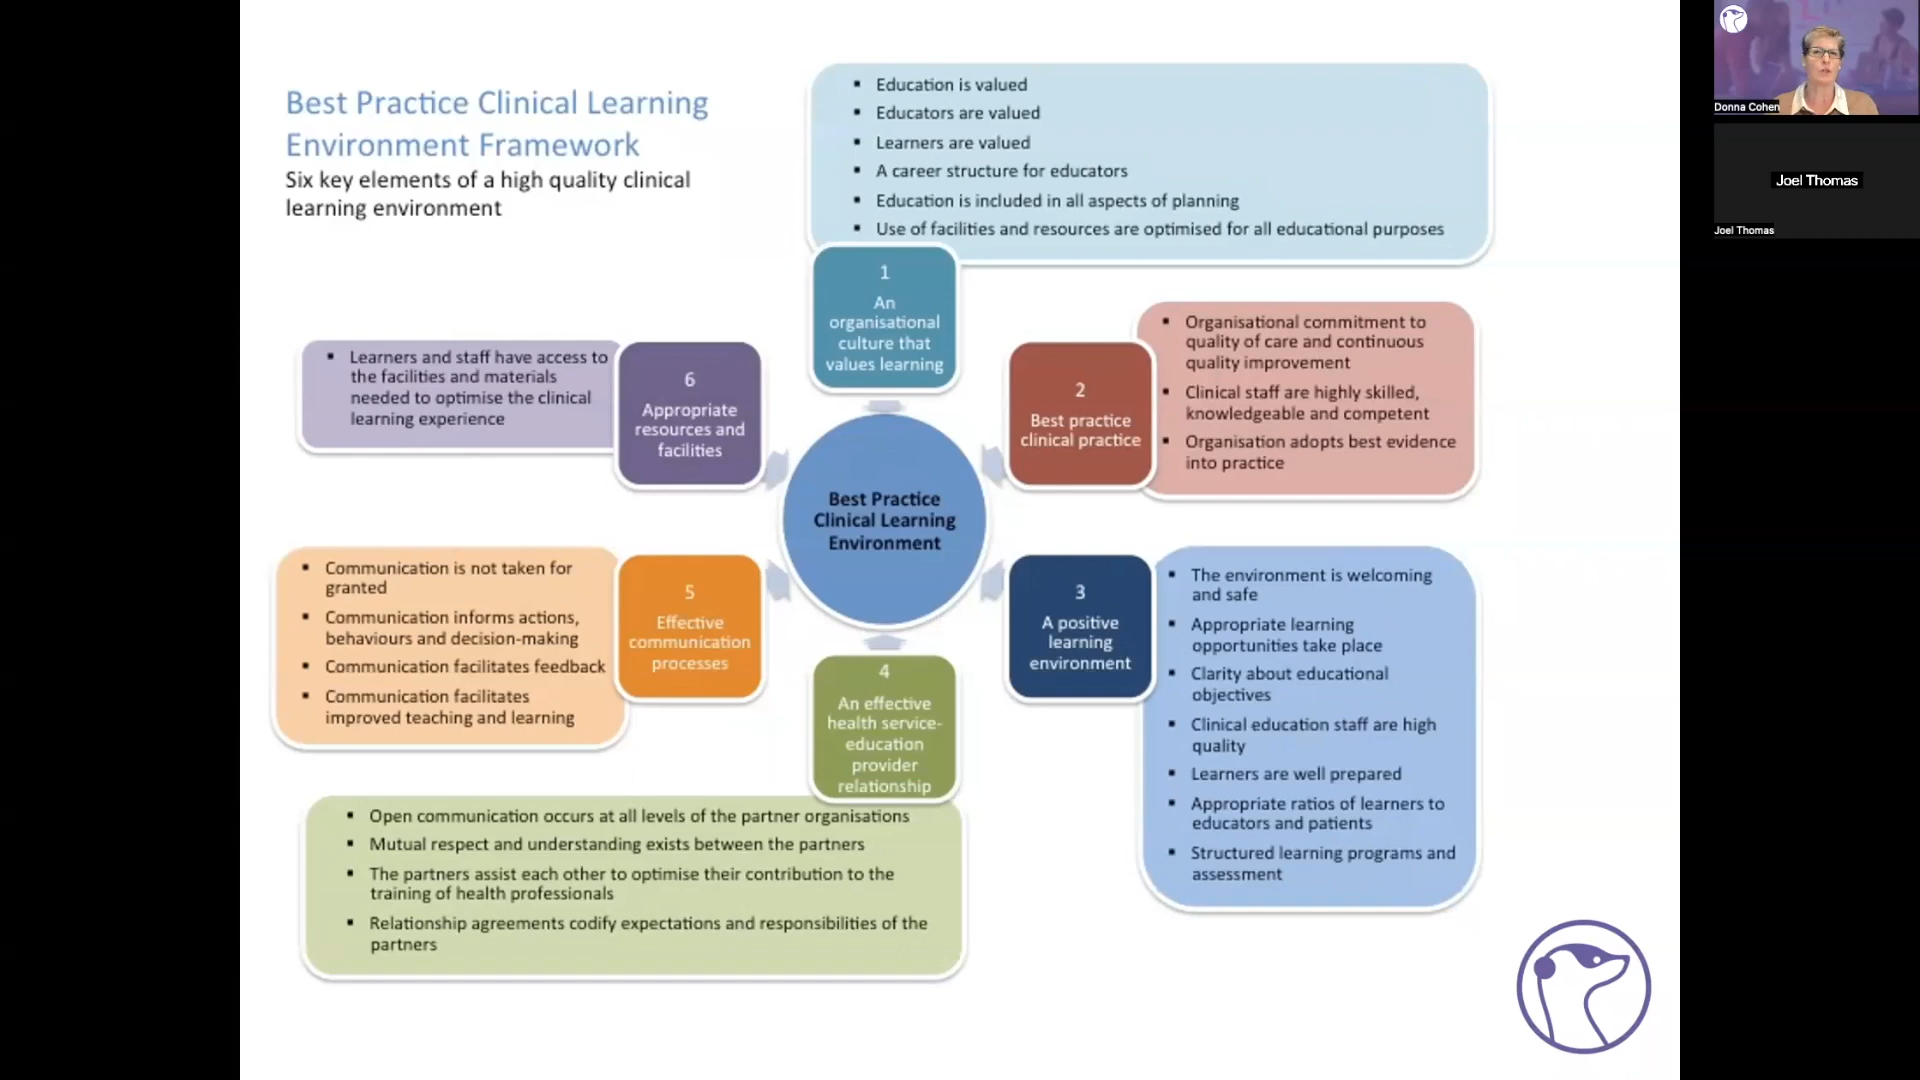 Best Practice Clinical Learning
Environment Framework
Six key elements of a high quality clinical
learning environment
▪ Education is valued
▪ Educators are valued
▪ Learners are valued
▪ A career structure for educators
▪ Education is included in all aspects of planning
▪ Use of facilities and resources are optimised for all educational purposes
1
An
organisational
culture that
values learning
2
Best practice
clinical practice
▪ Organisational commitment to
quality of care and continuous
quality improvement
▪ Clinical staff are highly skilled,
knowledgeable and competent
▪ Organisation adopts best evidence
into practice
3
A positive
learning
environment
▪ The environment is welcoming
and safe
▪ Appropriate learning
opportunities take place
▪ Clarity about educational
objectives
▪ Clinical education staff are high
quality
▪ Learners are well prepared
▪ Appropriate ratios of learners to
educators and patients
▪ Structured learning programs and
assessment
4
An effective
health service-
education
provider
relationship
▪ Open communication occurs at all levels of the partner organisations
▪ Mutual respect and understanding exists between the partners
▪ The partners assist each other to optimise their contribution to the
training of health professionals
▪ Relationship agreements codify expectations and responsibilities of the
partners
5
Effective
communication
processes
▪ Communication is not taken for
granted
▪ Communication informs actions,
behaviours and decision-making
▪ Communication facilitates feedback
▪ Communication facilitates
improved teaching and learning
6
Appropriate
resources and
facilities
▪ Learners and staff have access to
the facilities and materials
needed to optimise the clinical
learning experience
Best Practice
Clinical Learning
Environment
Donna Cohen
Joel Thomas
Joel Thomas